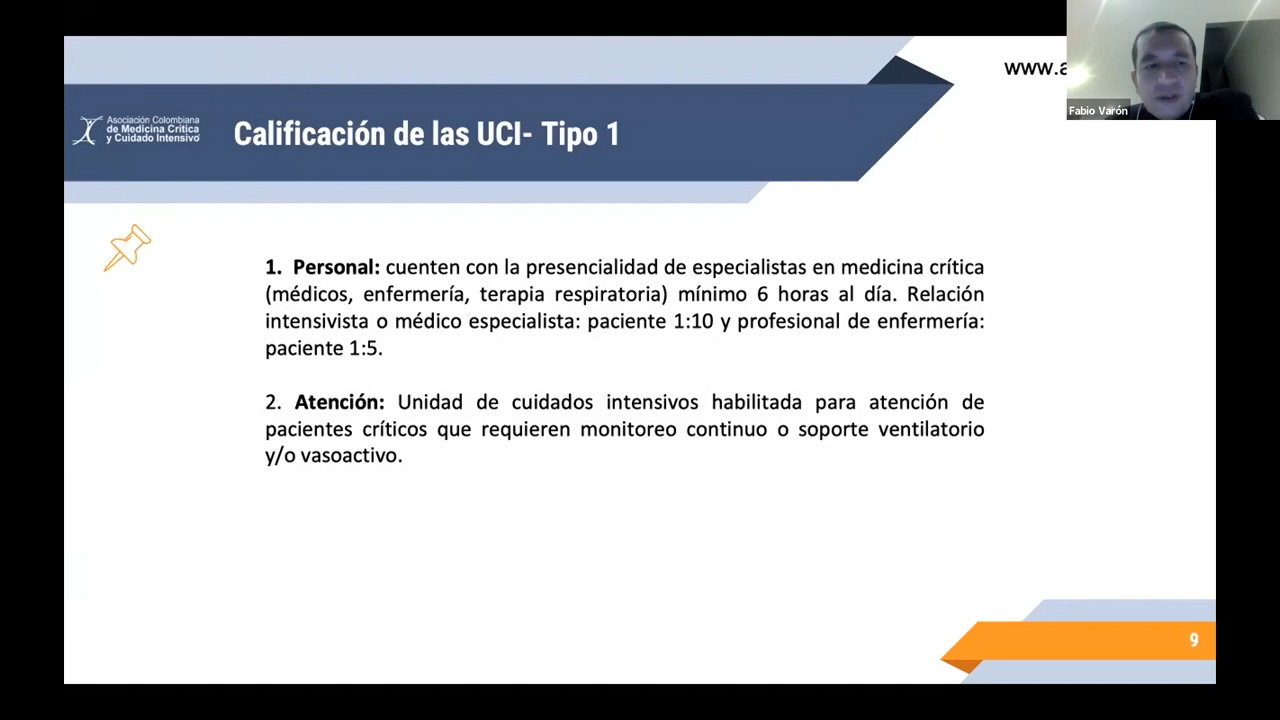 www.a
Fabio Varón
Asociación Colombiana
de Medicina Crítica
y Cuidado Intensivo
Calificación de las UCI- Tipo 1
1. Personal: cuenten con la presencialidad de especialistas en medicina crítica
(médicos, enfermería, terapia respiratoria) mínimo 6 horas al día. Relación
intensivista o médico especialista: paciente 1:10 y profesional de enfermería:
paciente 1:5.
2. Atención: Unidad de cuidados intensivos habilitada para atención de
pacientes críticos que requieren monitoreo continuo o soporte ventilatorio
y/o vasoactivo.
9